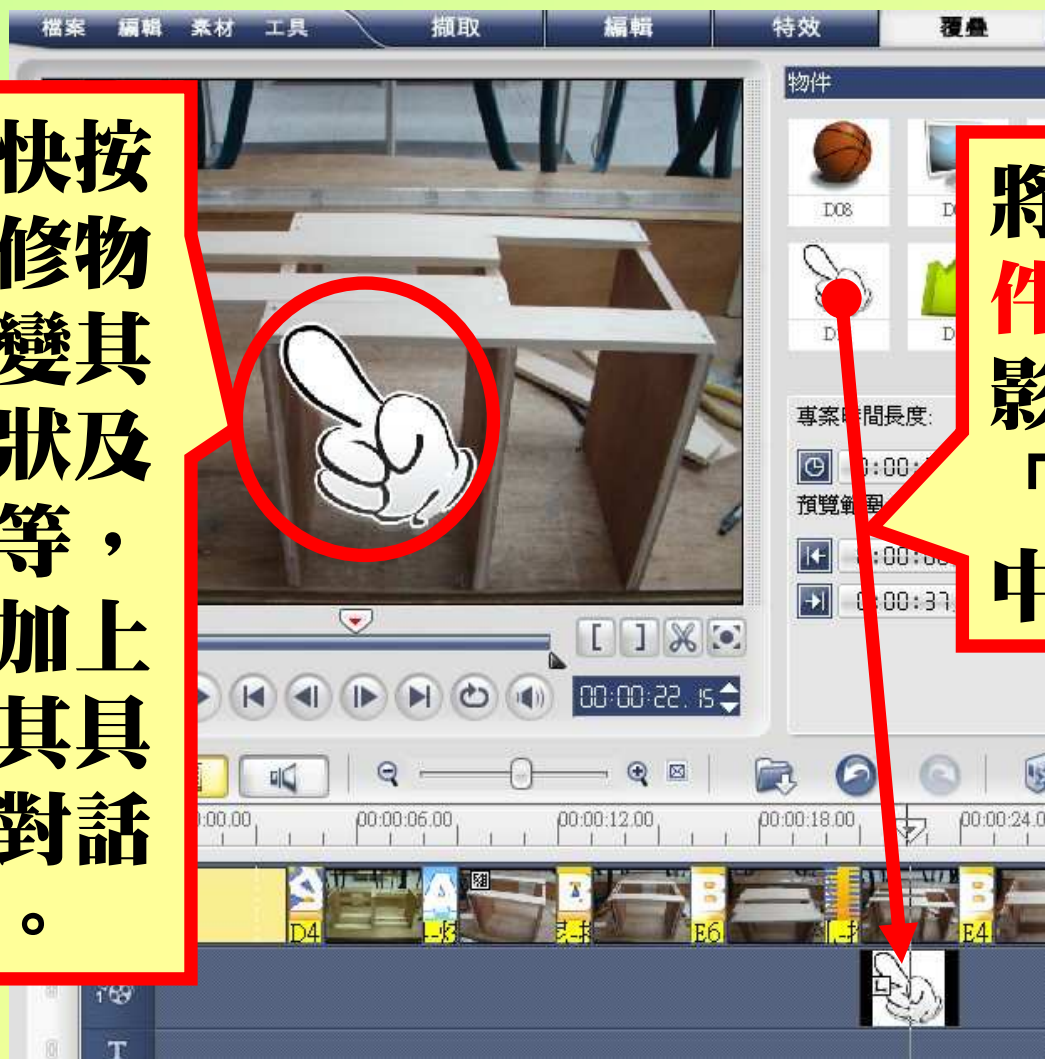 檔案 編輯 素材 工具 擷取 編輯 特效 覆疊
物件
D08
快按
修物
變其
狀及
等，
加上
其具
對話
。
將
件
影
「
中
專案時間長度:
預覽範圍
00:00:22.15
00:00:06.00 00:00:12.00 00:00:18.00 00:00:24.0
D4 E6 E4
1
T